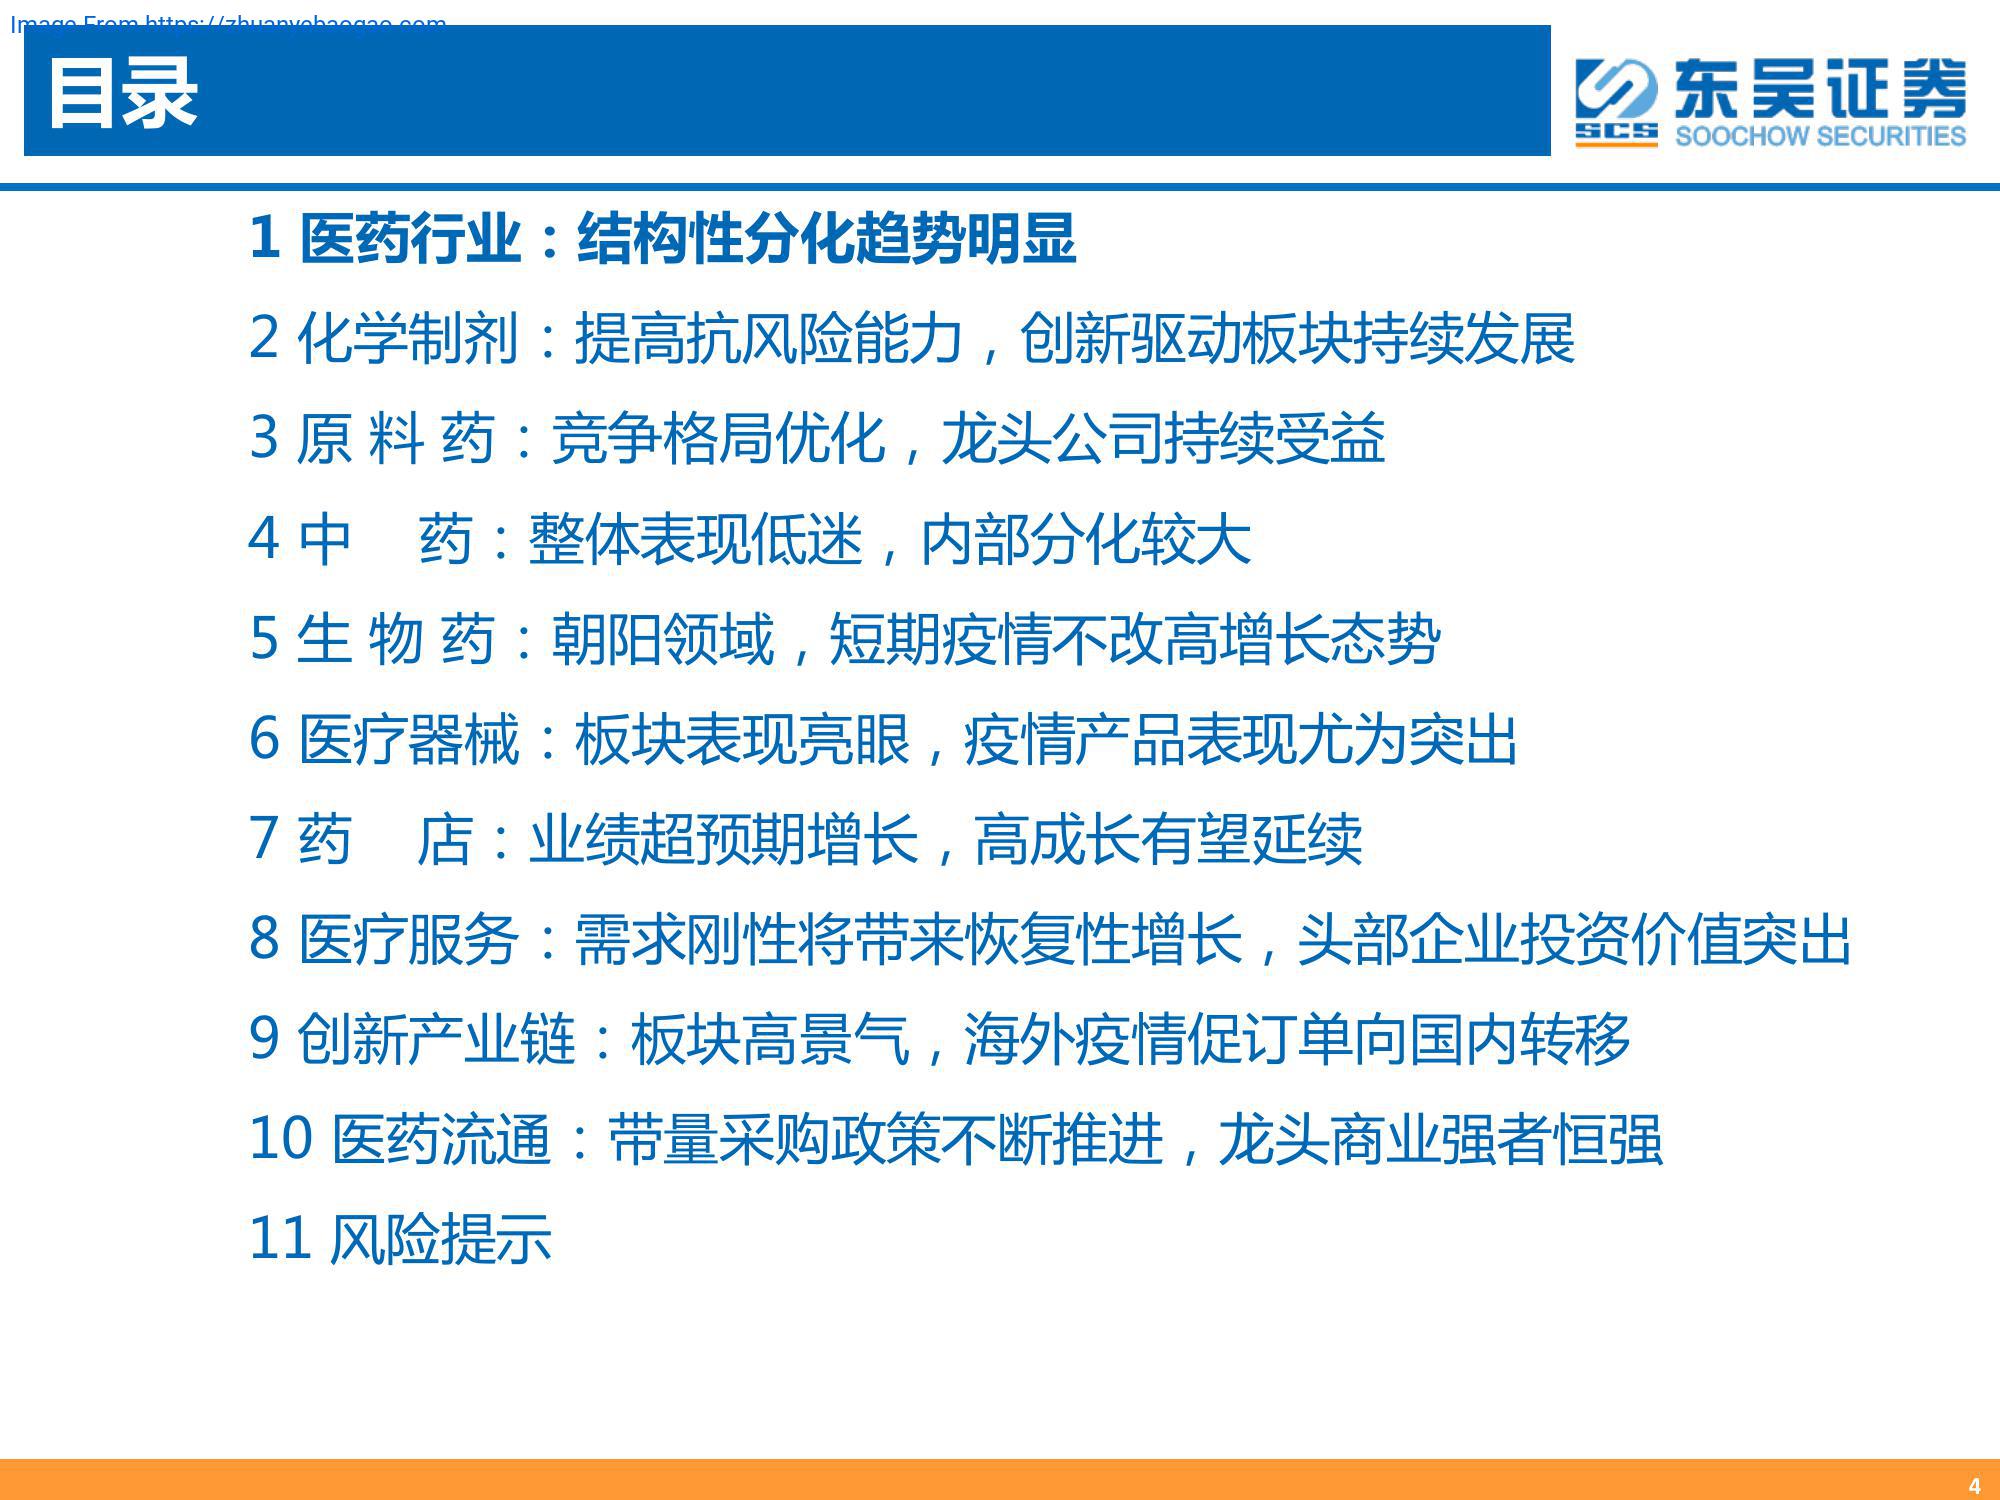 Image From https://zhuanyebaogao.com
目录
东吴证券
SCS
SOOCHOW SECURITIES
1 医药行业：结构性分化趋势明显
2 化学制剂：提高抗风险能力，创新驱动板块持续发展
3 原 料 药：竞争格局优化，龙头公司持续受益
4 中　药：整体表现低迷，内部分化较大
5 生 物 药：朝阳领域，短期疫情不改高增长态势
6 医疗器械：板块表现亮眼，疫情产品表现尤为突出
7 药　店：业绩超预期增长，高成长有望延续
8 医疗服务：需求刚性将带来恢复性增长，头部企业投资价值突出
9 创新产业链：板块高景气，海外疫情促订单向国内转移
10 医药流通：带量采购政策不断推进，龙头商业强者恒强
11 风险提示
4